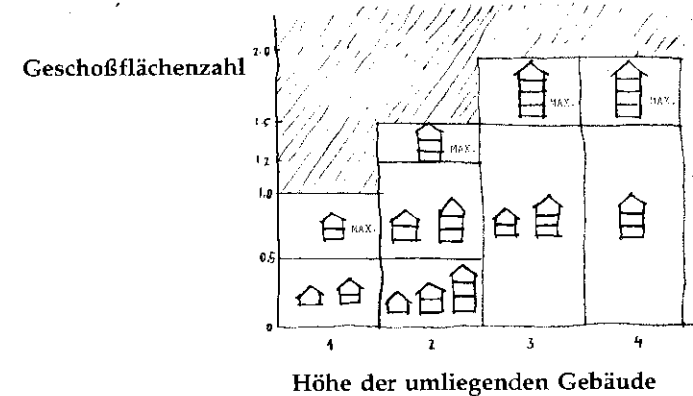 Geschoßflächenzahl
2.0
1.5
1.2
1.0
0.5
0
MAX.
MAX.
MAX.
MAX.
1
2
3
4
Höhe der umliegenden Gebäude